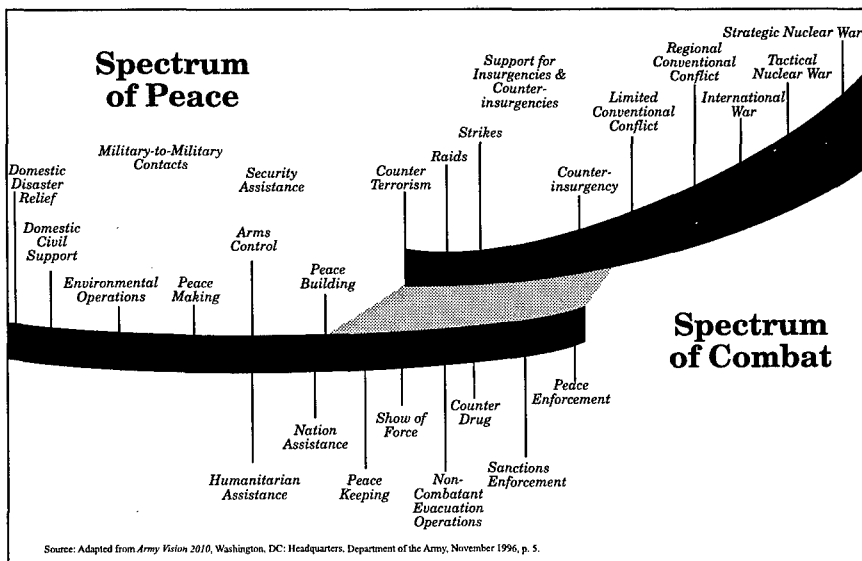 Spectrum
of Peace
Military-to-Military
Contacts
Security
Assistance
Domestic
Disaster
Relief
Domestic
Civil
Support
Environmental
Operations
Peace
Making
Arms
Control
Peace
Building
Counter
Terrorism
Raids
Strikes
Support for
Insurgencies &
Counter-
insurgencies
Counter-
insurgency
Limited
Conventional
Conflict
Regional
Conventional
Conflict
International
War
Tactical
Nuclear War
Strategic Nuclear War
Spectrum
of Combat
Humanitarian
Assistance
Nation
Assistance
Peace
Keeping
Show of
Force
Non-
Combatant
Evacuation
Operations
Counter
Drug
Sanctions
Enforcement
Peace
Enforcement
Source: Adapted from Army Vision 2010, Washington, DC: Headquarters, Department of the Army, November 1996, p. 5.